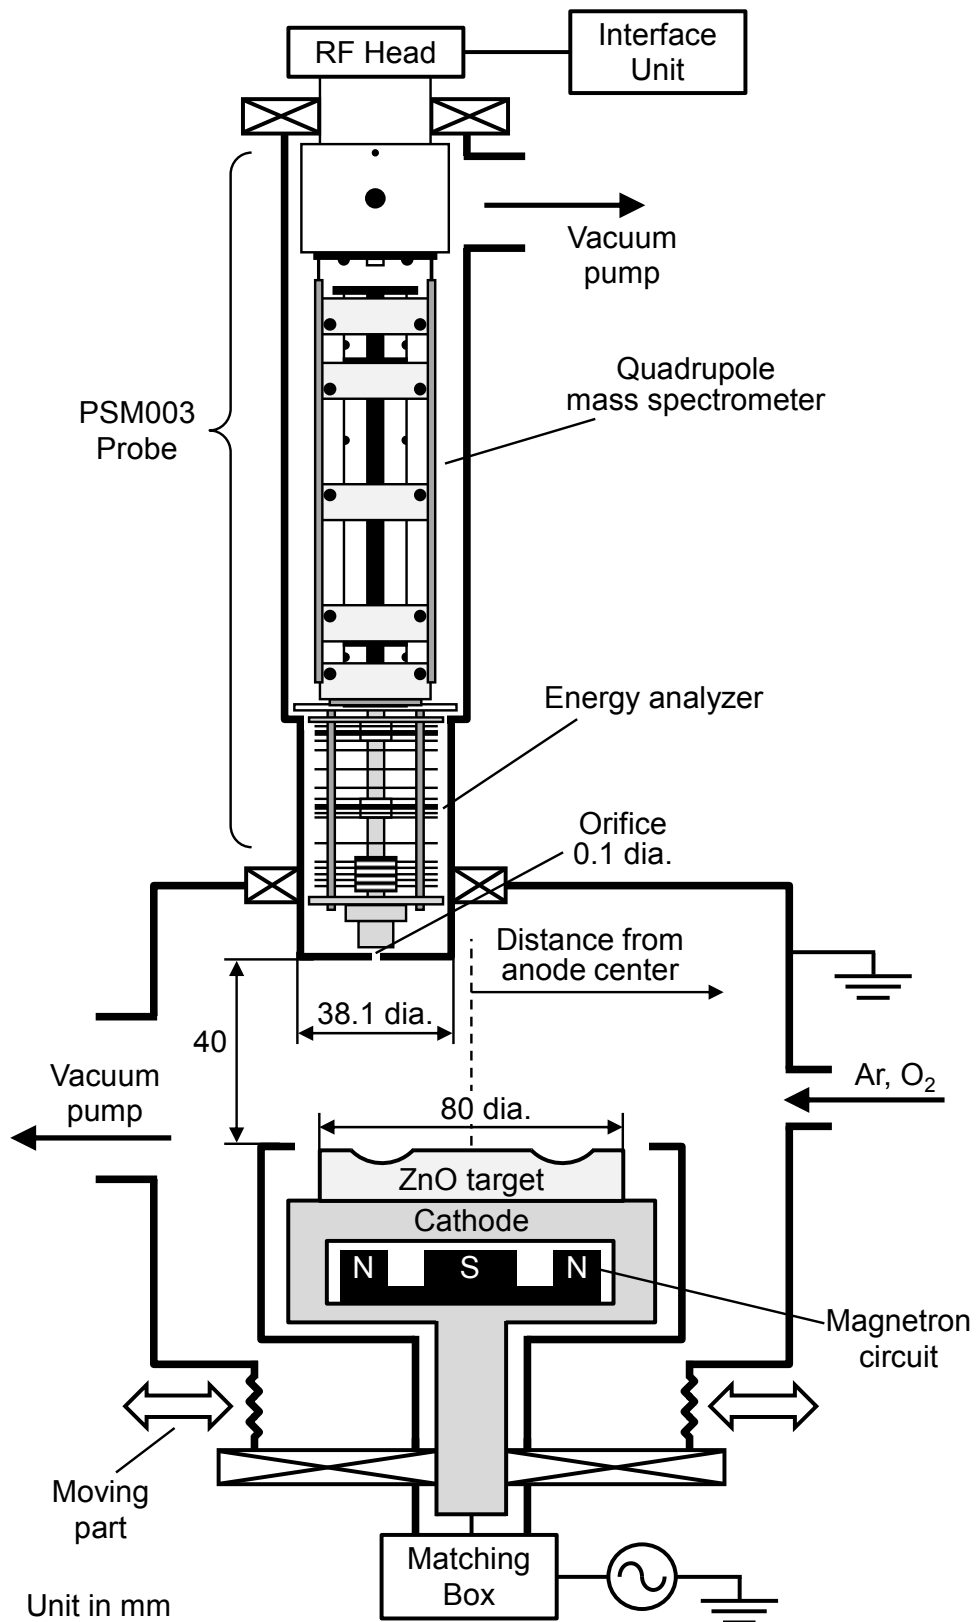 RF Head
Interface
Unit
Vacuum
pump
Quadrupole
mass spectrometer
PSM003
Probe
Energy analyzer
Orifice
0.1 dia.
Distance from
anode center
38.1 dia.
40
Vacuum
pump
Ar, O₂
80 dia.
ZnO target
Cathode
N S N
Magnetron
circuit
Moving
part
Matching
Box
Unit in mm